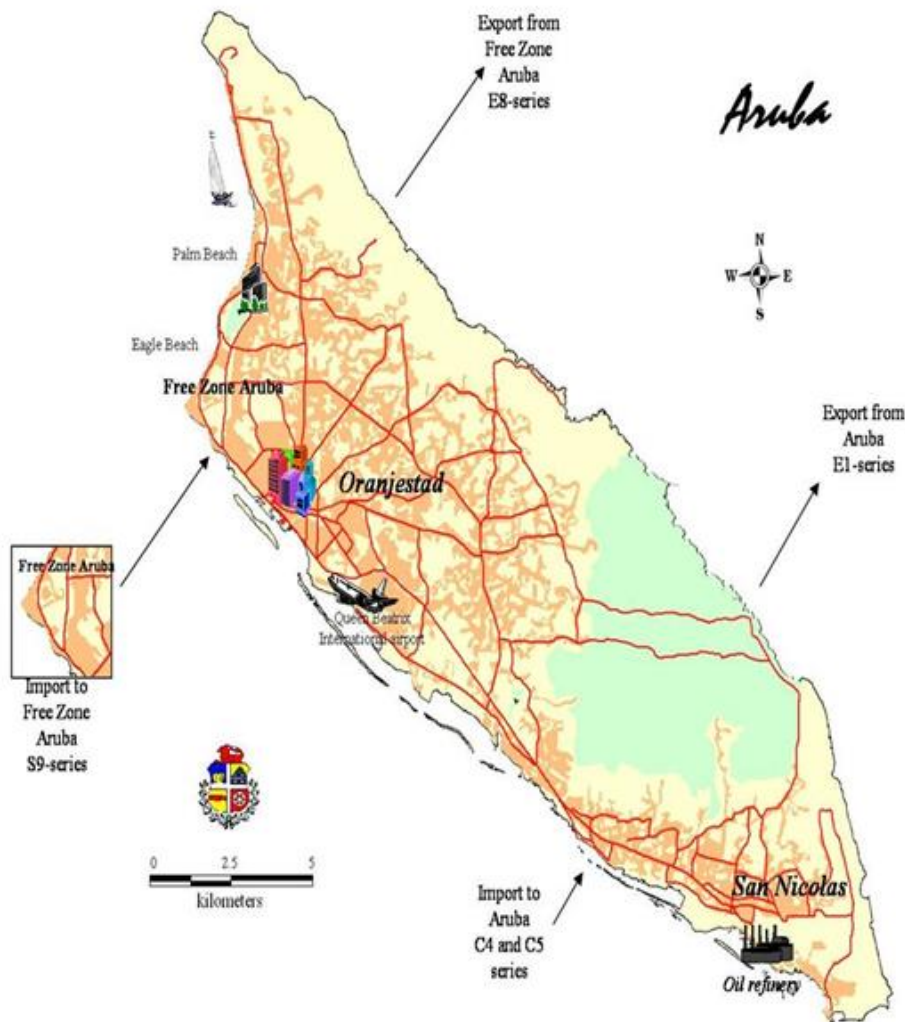 Export from
Free Zone
Aruba
E8-series
Aruba
N
W E
S
Palm Beach
Eagle Beach
Free Zone Aruba
Export from
Aruba
E1-series
Oranjestad
Free Zone Aruba
Queen Beatrix
International airport
Import to
Free Zone
Aruba
S9-series
0 2.5 5
kilometers
Import to
Aruba
C4 and C5
series
San Nicolas
Oil refinery